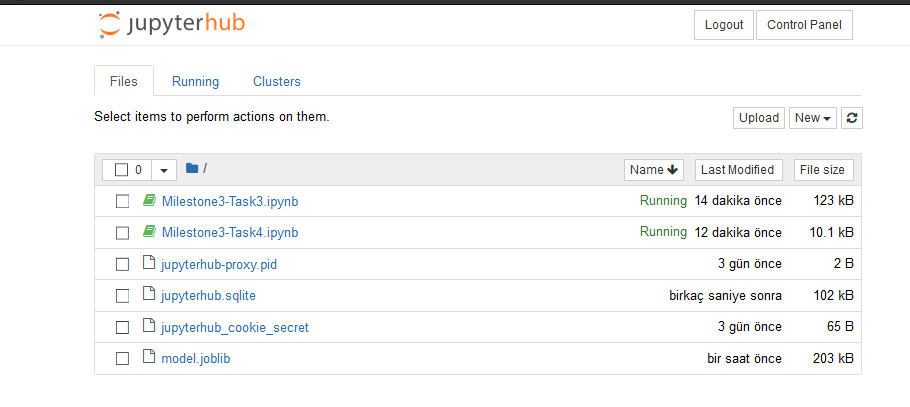 jupyterhub Logout Control Panel
Files Running Clusters
Select items to perform actions on them. Upload New
0 / Name Last Modified File size
Milestone3-Task3.ipynb Running 14 dakika önce 123 kB
Milestone3-Task4.ipynb Running 12 dakika önce 10.1 kB
jupyterhub-proxy.pid 3 gün önce 2 B
jupyterhub.sqlite birkaç saniye sonra 102 kB
jupyterhub_cookie_secret 3 gün önce 65 B
model.joblib bir saat önce 203 kB